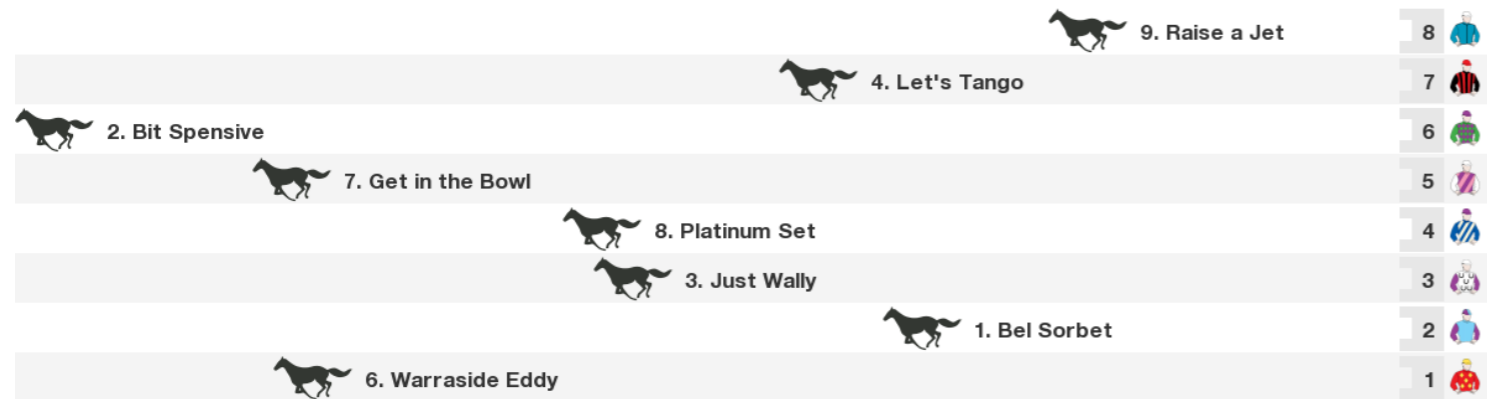 9. Raise a Jet 8
4. Let's Tango 7
2. Bit Spensive 6
7. Get in the Bowl 5
8. Platinum Set 4
3. Just Wally 3
1. Bel Sorbet 2
6. Warraside Eddy 1